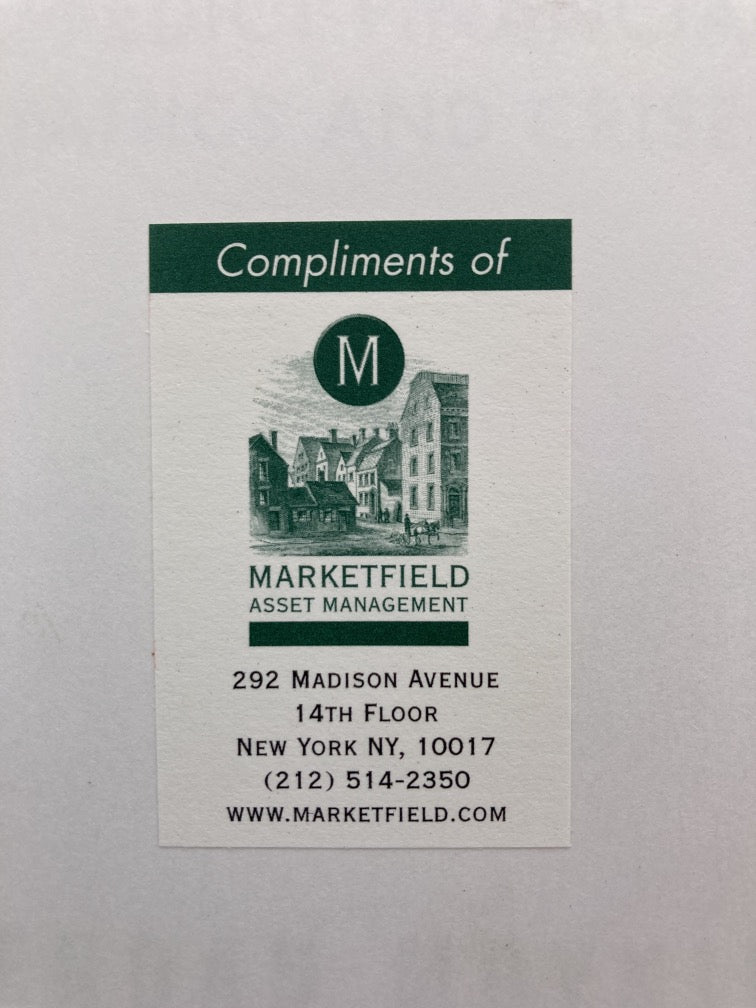 Compliments of
M
MARKETFIELD
ASSET MANAGEMENT
292 MADISON AVENUE
14TH FLOOR
NEW YORK NY, 10017
(212) 514-2350
WWW.MARKETFIELD.COM